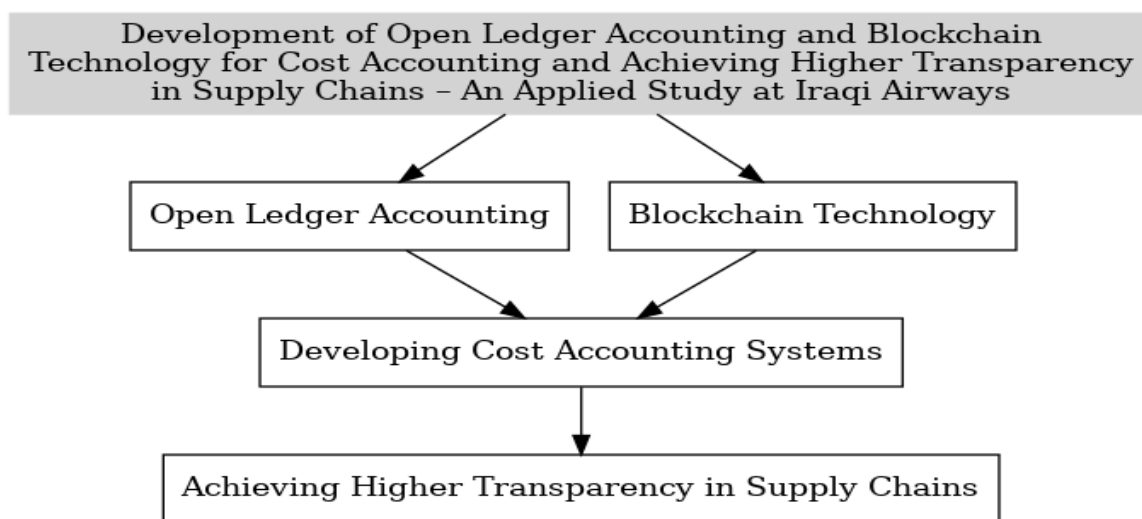 Development of Open Ledger Accounting and Blockchain
Technology for Cost Accounting and Achieving Higher Transparency
in Supply Chains – An Applied Study at Iraqi Airways
Open Ledger Accounting
Blockchain Technology
Developing Cost Accounting Systems
Achieving Higher Transparency in Supply Chains